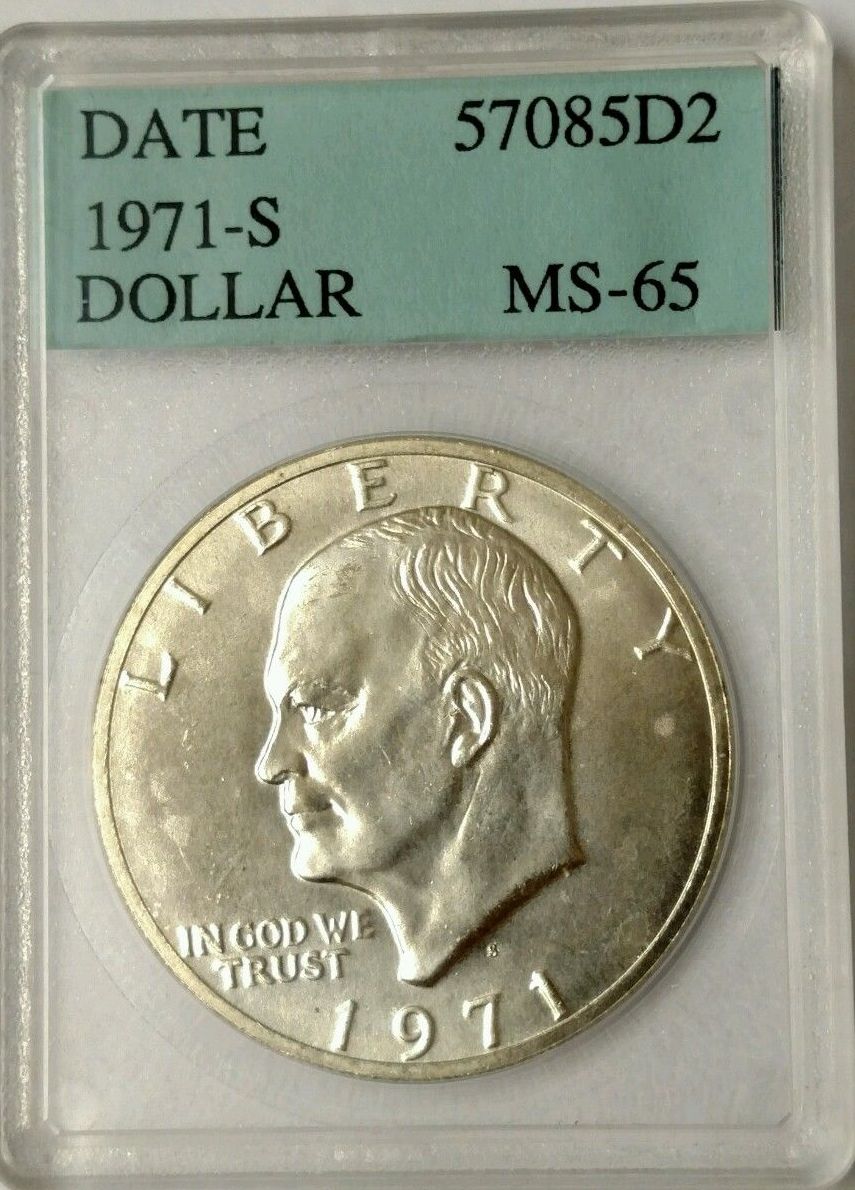 DATE 57085D2
1971-S
DOLLAR MS-65
LIBERTY
IN GOD WE
TRUST
S
1971